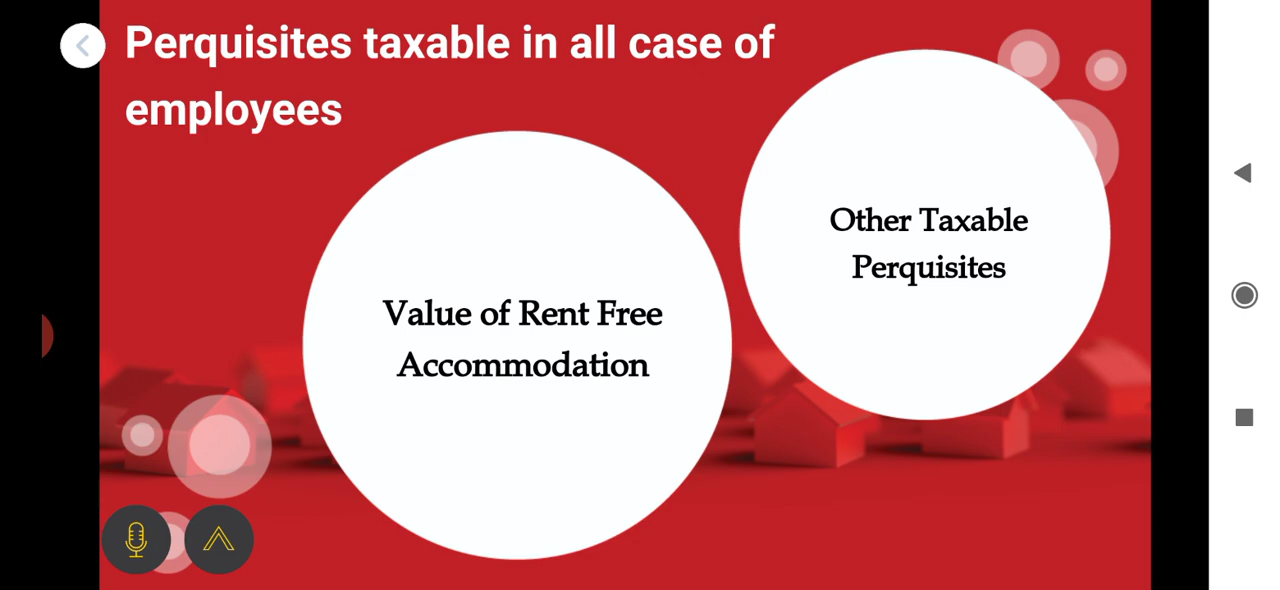 Perquisites taxable in all case of
employees
Value of Rent Free
Accommodation
Other Taxable
Perquisites